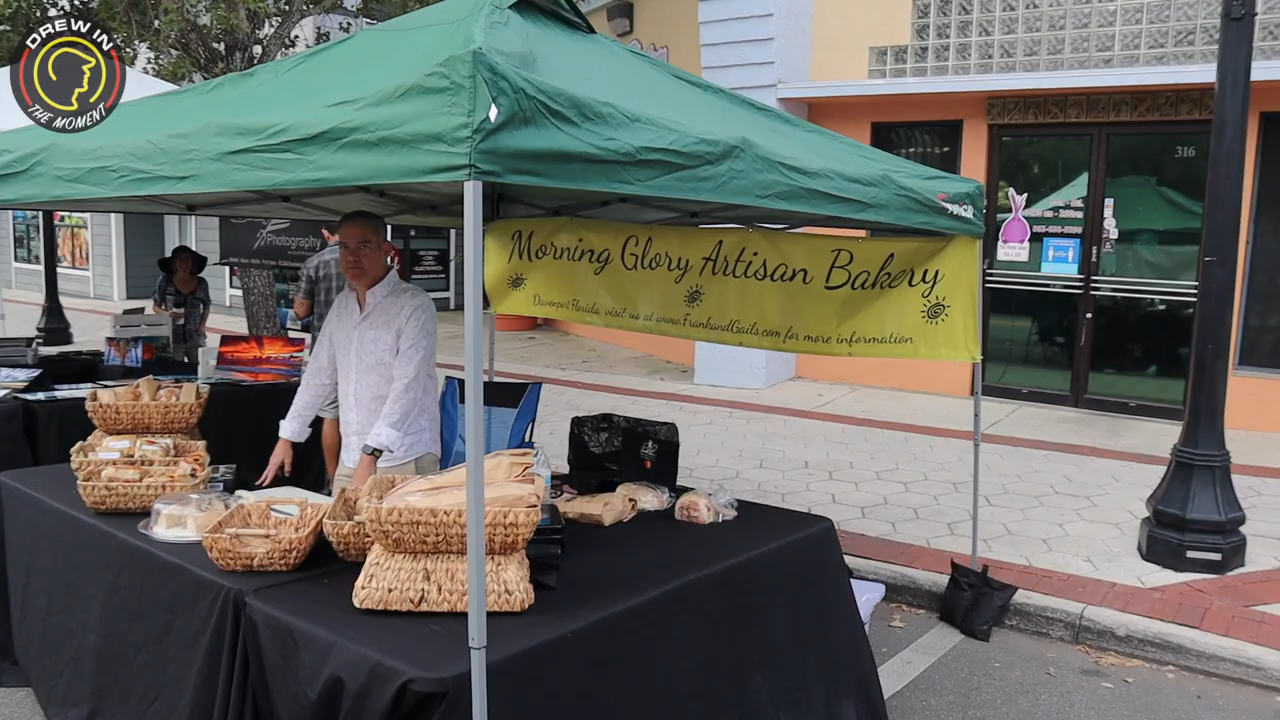 DREW IN
THE MOMENT
316
Photography
Morning Glory Artisan Bakery
Davenport Florida, visit us at www.FrankandGails.com for more information